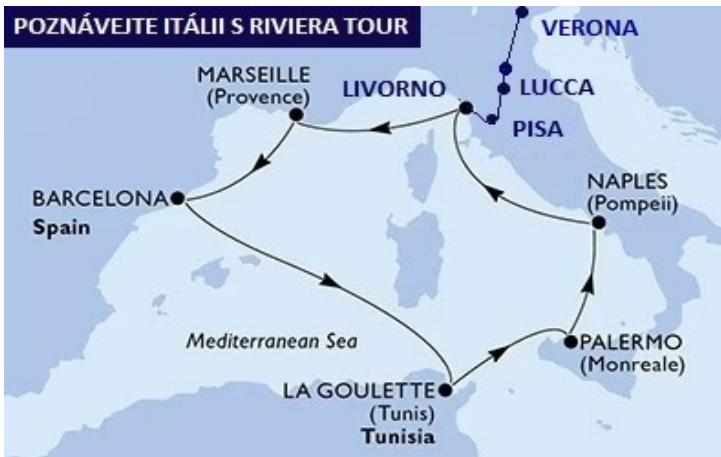 POZNÁVEJTE ITÁLII S RIVIERA TOUR
VERONA
MARSEILLE
(Provence)
LIVORNO
LUCCA
PISA
BARCELONA
Spain
NAPLES
(Pompeii)
Mediterranean Sea
PALERMO
(Monreale)
LA GOULETTE
(Tunis)
Tunisia